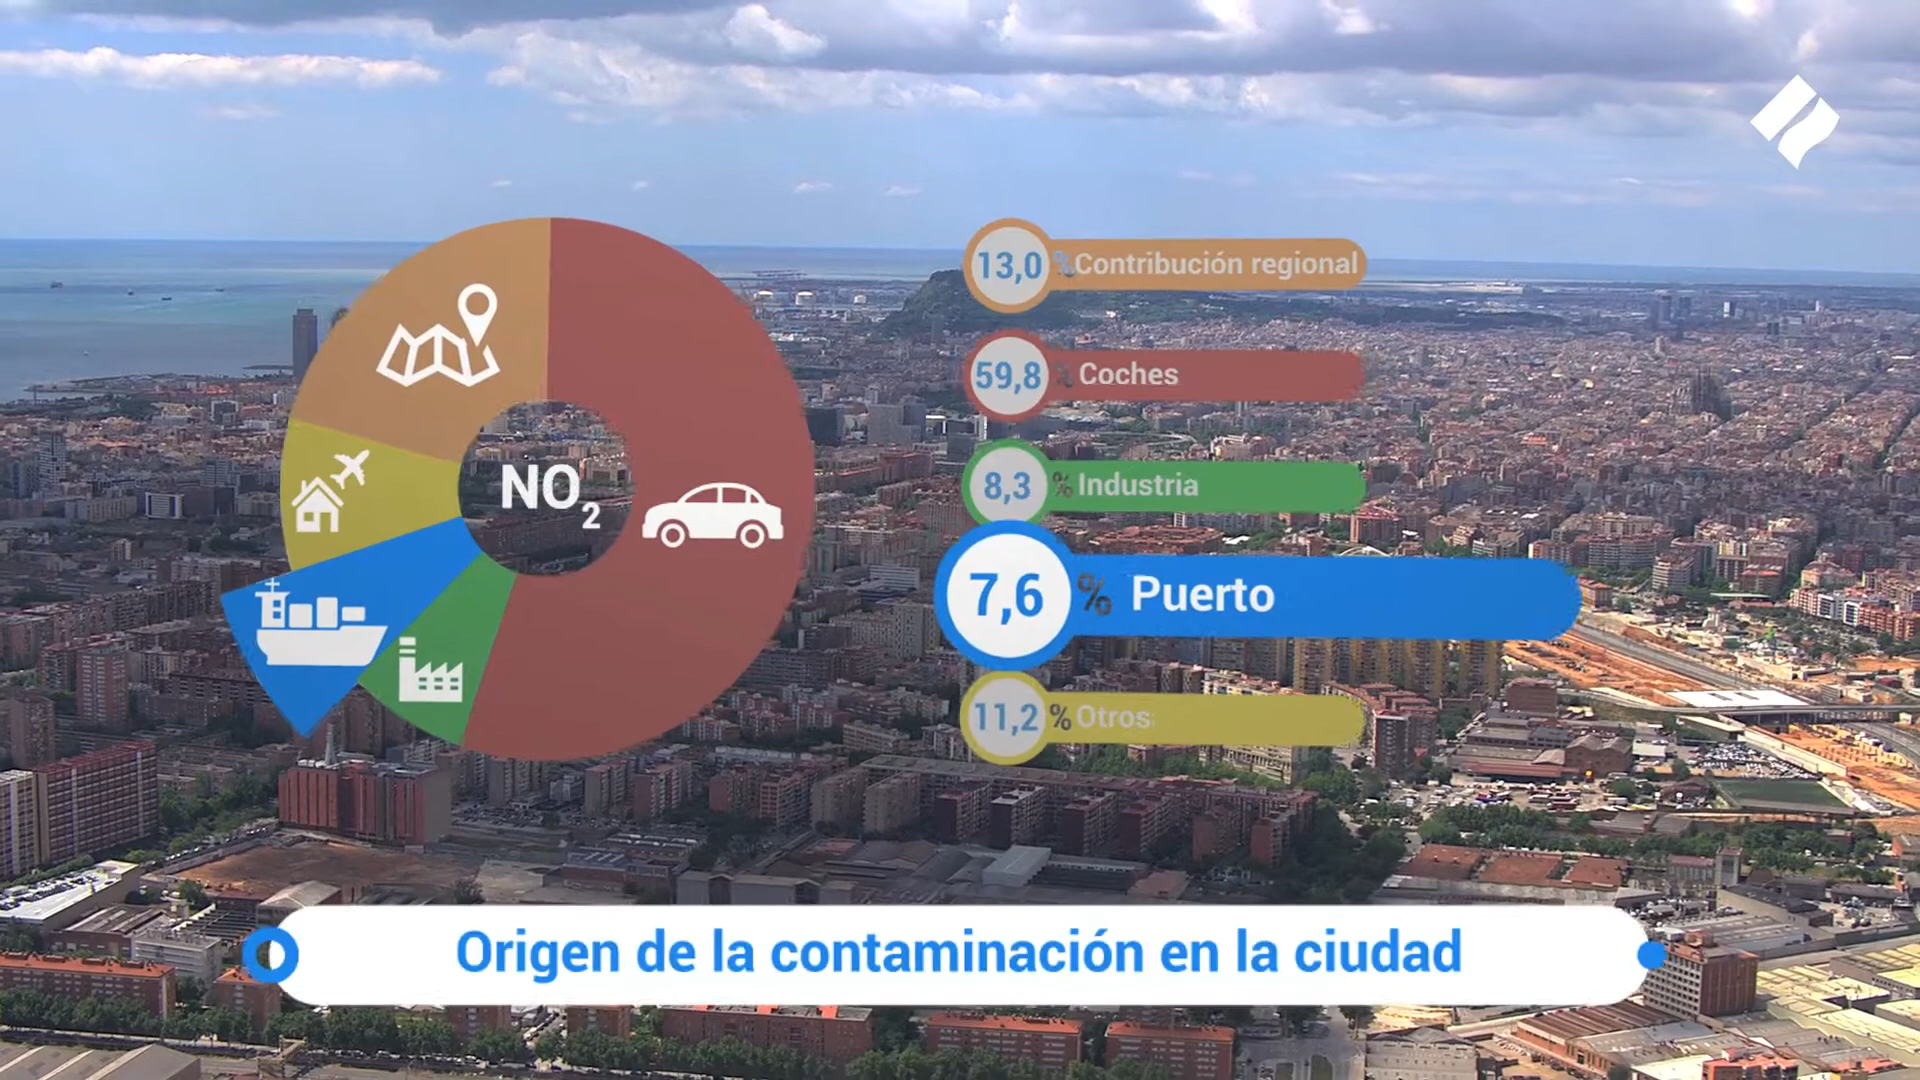 NO2
13,0 % Contribución regional
59,8 % Coches
8,3 % Industria
7,6 % Puerto
11,2 % Otros
Origen de la contaminación en la ciudad